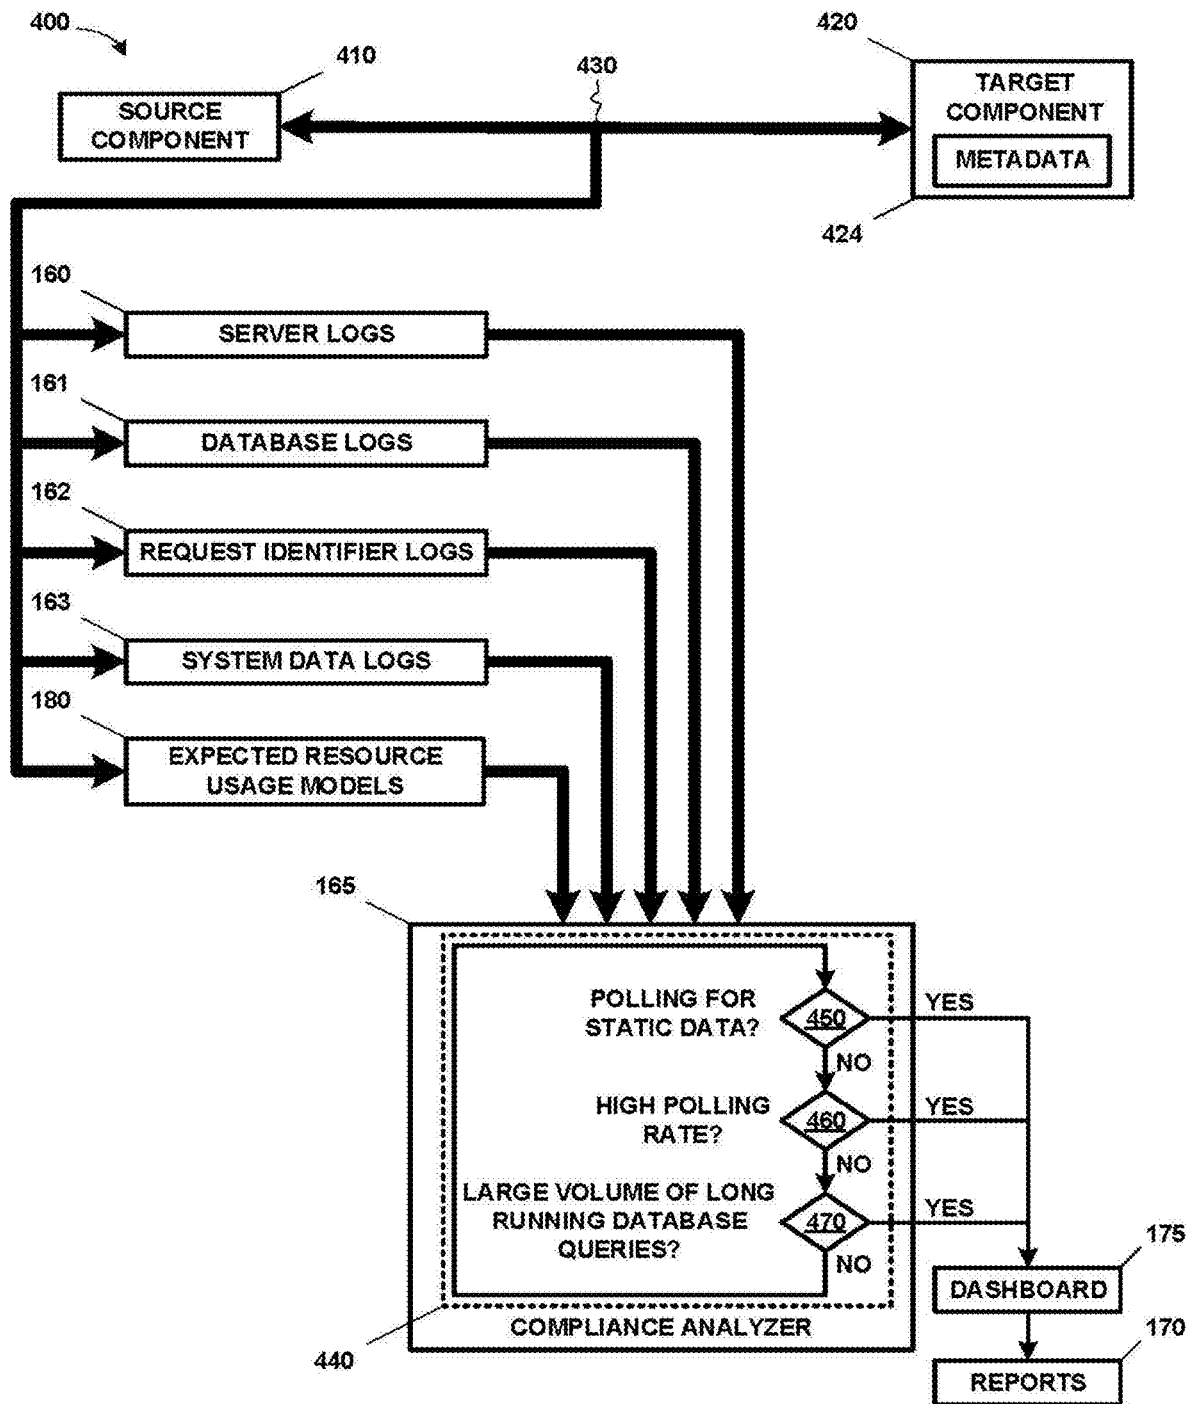 400
410
430
420
SOURCE
COMPONENT
TARGET
COMPONENT
METADATA
424
160
SERVER LOGS
161
DATABASE LOGS
162
REQUEST IDENTIFIER LOGS
163
SYSTEM DATA LOGS
180
EXPECTED RESOURCE
USAGE MODELS
165
POLLING FOR
STATIC DATA?
450
YES
NO
HIGH POLLING
RATE?
460
YES
NO
LARGE VOLUME OF LONG
RUNNING DATABASE
QUERIES?
470
YES
NO
175
DASHBOARD
COMPLIANCE ANALYZER
440
170
REPORTS